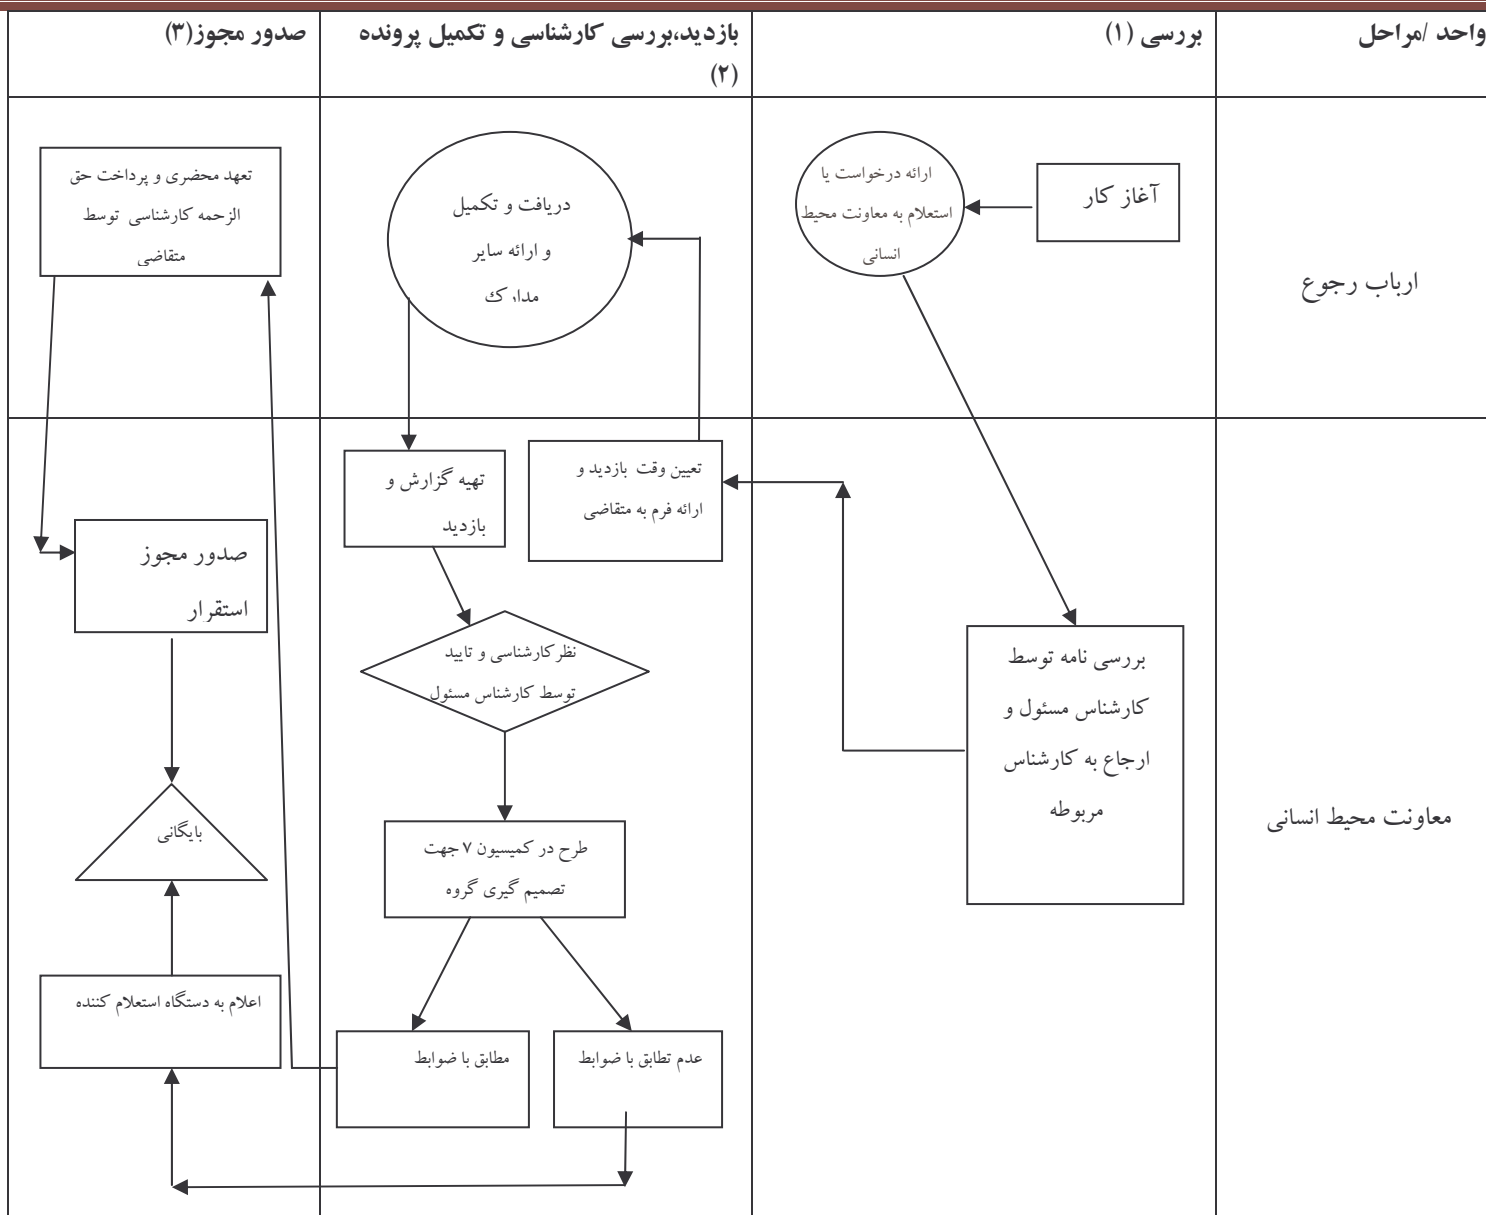 واحد /مراحل
بررسی (۱)
بازدید،بررسی کارشناسی و تکمیل پرونده
(۲)
صدور مجوز(۳)
ارباب رجوع
آغاز کار
ارائه درخواست یا
استعلام به معاونت محیط
انسانی
دریافت و تکمیل
و ارائه سایر
مدارک
تعهد محضری و پرداخت حق
الزحمه کارشناسی توسط
متقاضی
معاونت محیط انسانی
بررسی نامه توسط
کارشناس مسئول و
ارجاع به کارشناس
مربوطه
تعیین وقت بازدید و
ارائه فرم به متقاضی
تهیه گزارش و
بازدید
نظرکارشناسی و تایید
توسط کارشناس مسئول
طرح در کمیسیون ۷ جهت
تصمیم گیری گروه
عدم تطابق با ضوابط
مطابق با ضوابط
صدور مجوز
استقرار
بایگانی
اعلام به دستگاه استعلام کننده